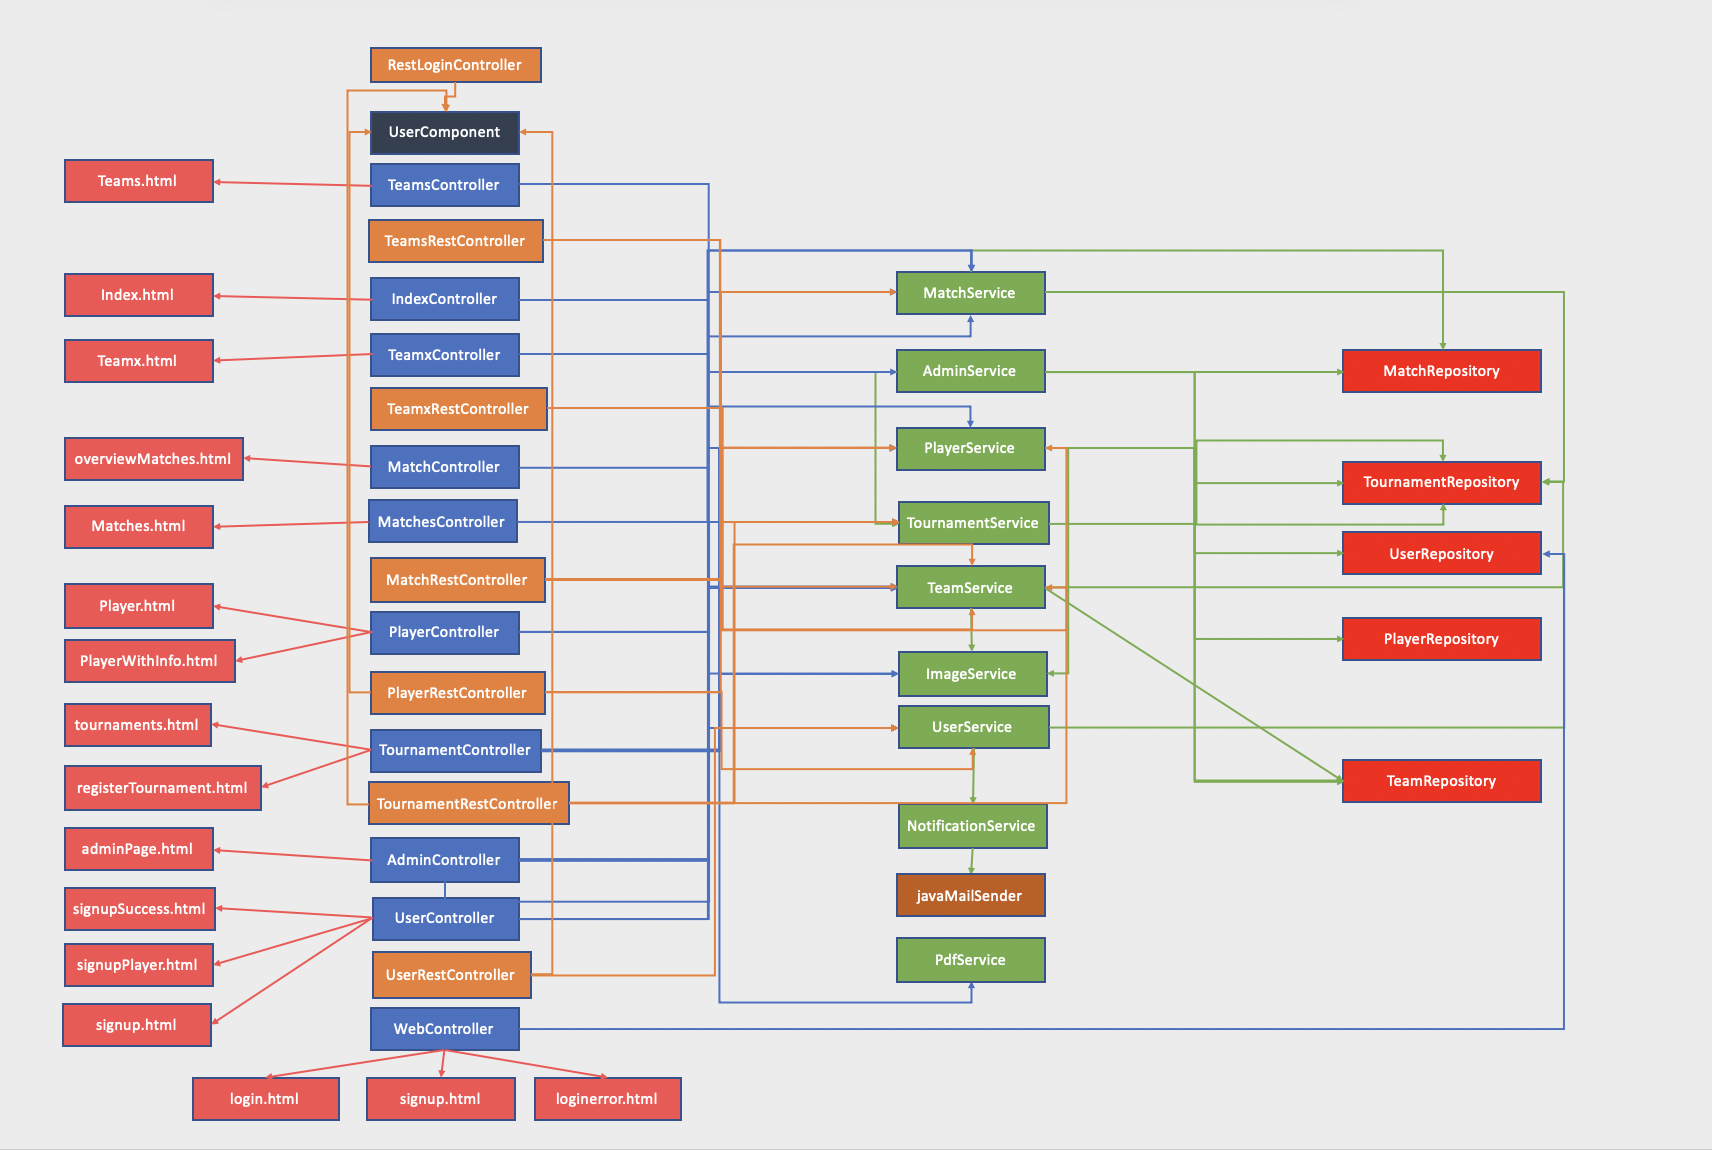 RestLoginController
UserComponent
Teams.html
TeamsController
TeamsRestController
Index.html
IndexController
MatchService
Teamx.html
TeamxController
AdminService
MatchRepository
TeamxRestController
PlayerService
overviewMatches.html
MatchController
TournamentRepository
Matches.html
MatchesController
TournamentService
UserRepository
MatchRestController
TeamService
Player.html
PlayerController
PlayerRepository
PlayerWithInfo.html
ImageService
PlayerRestController
tournaments.html
UserService
TournamentController
registerTournament.html
TeamRepository
TournamentRestController
NotificationService
adminPage.html
AdminController
javaMailSender
signupSuccess.html
UserController
signupPlayer.html
PdfService
UserRestController
signup.html
WebController
login.html
signup.html
loginerror.html